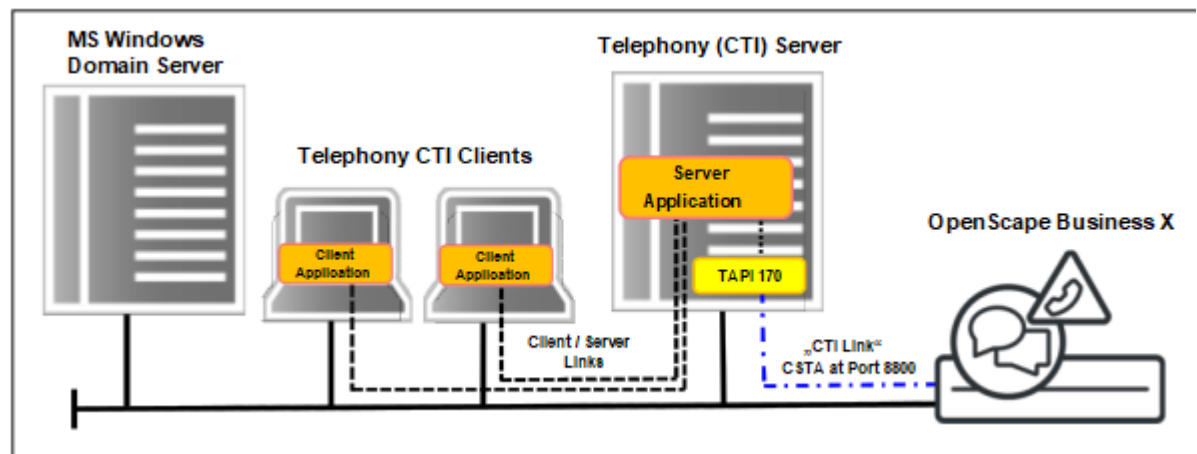 MS Windows
Domain Server
Telephony (CTI) Server
Telephony CTI Clients
Server
Application
OpenScape Business X
Client
Application
Client
Application
TAPI 170
Client / Server
Links
„CTI Link“
CSTA at Port 8800